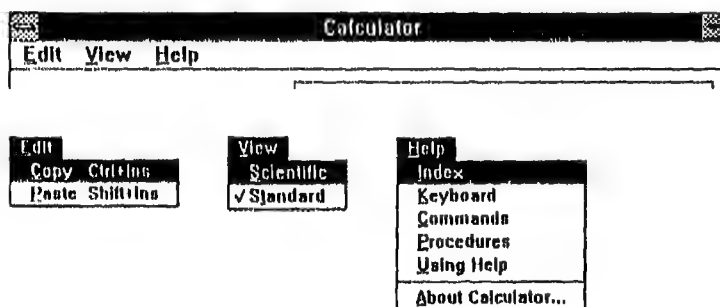 Calculator
Edit View Help
Edit
Copy Ctrl+Ins
Paste Shift+Ins
View
Scientific
✓ Standard
Help
Index
Keyboard
Commands
Procedures
Using Help
About Calculator...